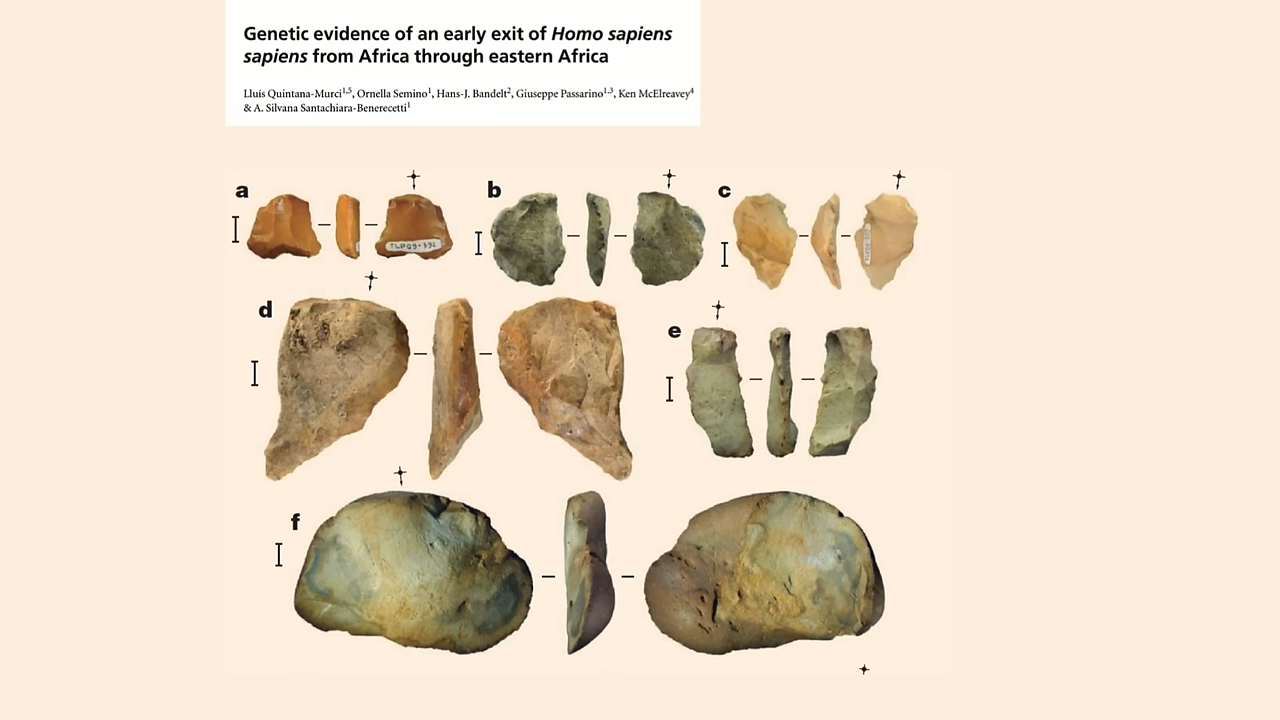 Genetic evidence of an early exit of Homo sapiens
sapiens from Africa through eastern Africa
Lluís Quintana-Murci1,5, Ornella Semino1, Hans-J. Bandelt2, Giuseppe Passarino1,3, Ken McElreavey4
& A. Silvana Santachiara-Benerecetti1
a
b
c
d
e
f